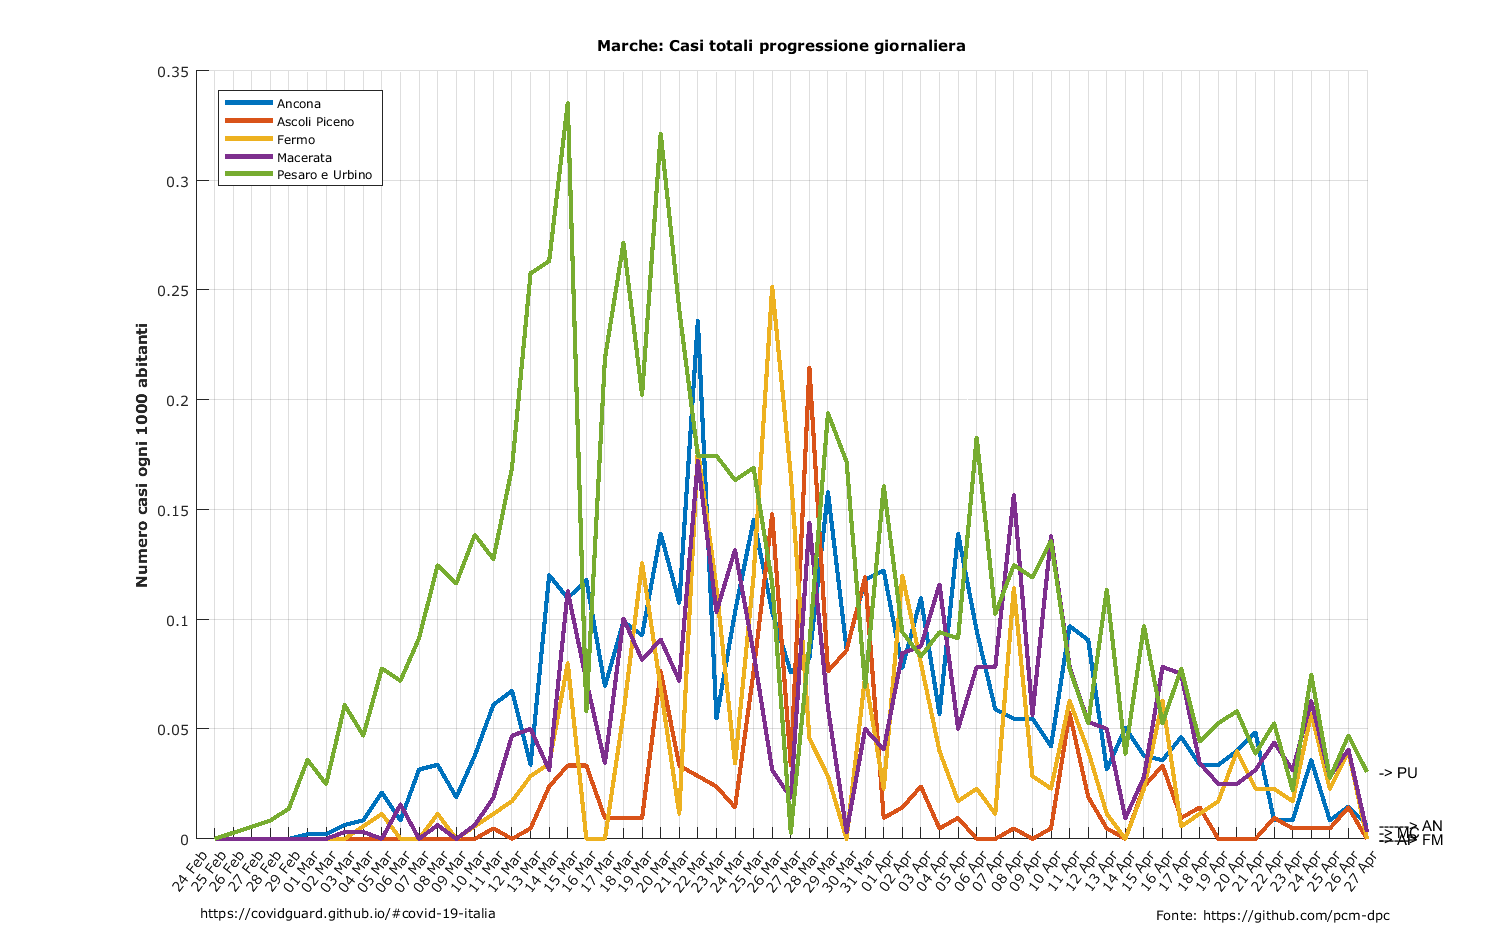 Marche: Casi totali progressione giornaliera
Numero casi ogni 1000 abitanti
0.35
0.3
0.25
0.2
0.15
0.1
0.05
0
Ancona
Ascoli Piceno
Fermo
Macerata
Pesaro e Urbino
-> PU
------> AN
-> MC
-> AP
FM
24 Feb
25 Feb
26 Feb
27 Feb
28 Feb
29 Feb
01 Mar
02 Mar
03 Mar
04 Mar
05 Mar
06 Mar
07 Mar
08 Mar
09 Mar
10 Mar
11 Mar
12 Mar
13 Mar
14 Mar
15 Mar
16 Mar
17 Mar
18 Mar
19 Mar
20 Mar
21 Mar
22 Mar
23 Mar
24 Mar
25 Mar
26 Mar
27 Mar
28 Mar
29 Mar
30 Mar
31 Mar
01 Apr
02 Apr
03 Apr
04 Apr
05 Apr
06 Apr
07 Apr
08 Apr
09 Apr
10 Apr
11 Apr
12 Apr
13 Apr
14 Apr
15 Apr
16 Apr
17 Apr
18 Apr
19 Apr
20 Apr
21 Apr
22 Apr
23 Apr
24 Apr
25 Apr
26 Apr
27 Apr
https://covidguard.github.io/#covid-19-italia
Fonte: https://github.com/pcm-dpc